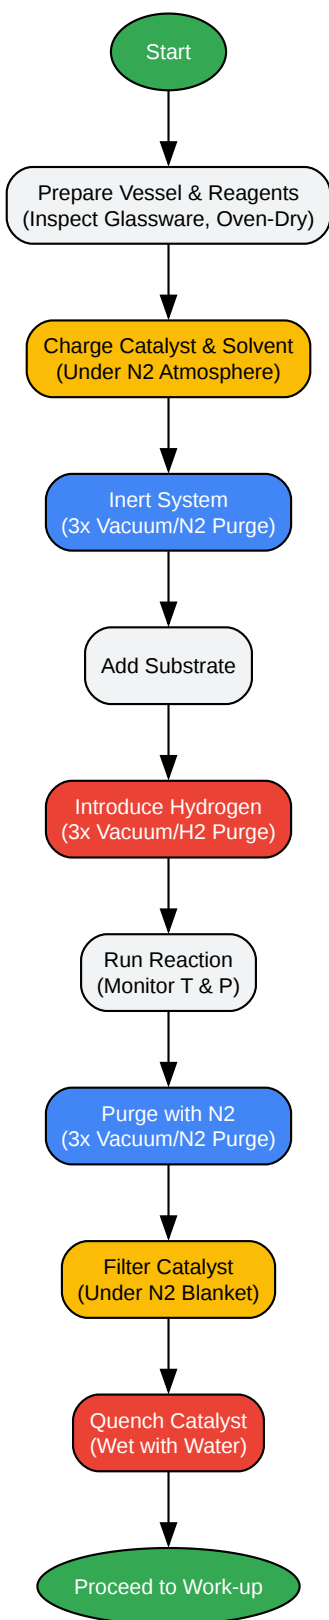 Start
Prepare Vessel & Reagents
(Inspect Glassware, Oven-Dry)
Charge Catalyst & Solvent
(Under N2 Atmosphere)
Inert System
(3x Vacuum/N2 Purge)
Add Substrate
Introduce Hydrogen
(3x Vacuum/H2 Purge)
Run Reaction
(Monitor T & P)
Purge with N2
(3x Vacuum/N2 Purge)
Filter Catalyst
(Under N2 Blanket)
Quench Catalyst
(Wet with Water)
Proceed to Work-up